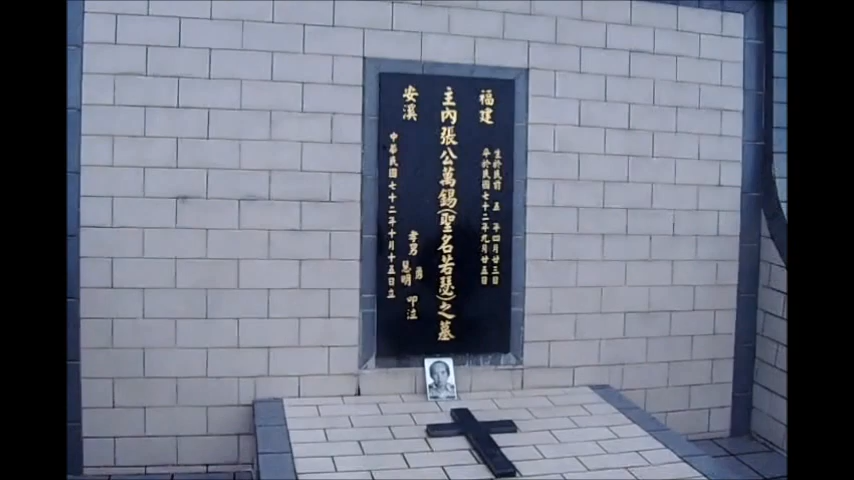 福建
生於民前五年四月廿三日
卒於民國七十二年九月廿五日
主內張公萬錫(聖名若瑟)之墓
安溪
孝男 勇 慧明 叩泣
中華民國七十二年十月十五日立